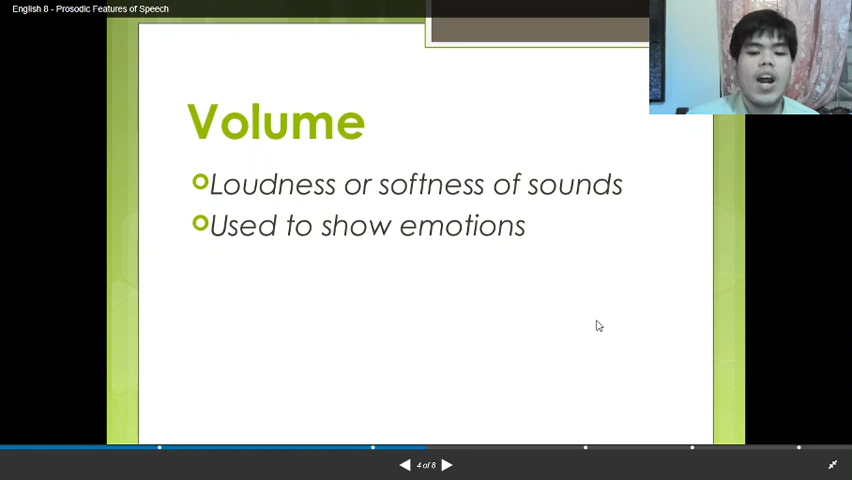 English 8 - Prosodic Features of Speech
Volume
Loudness or softness of sounds
Used to show emotions
4 of 8